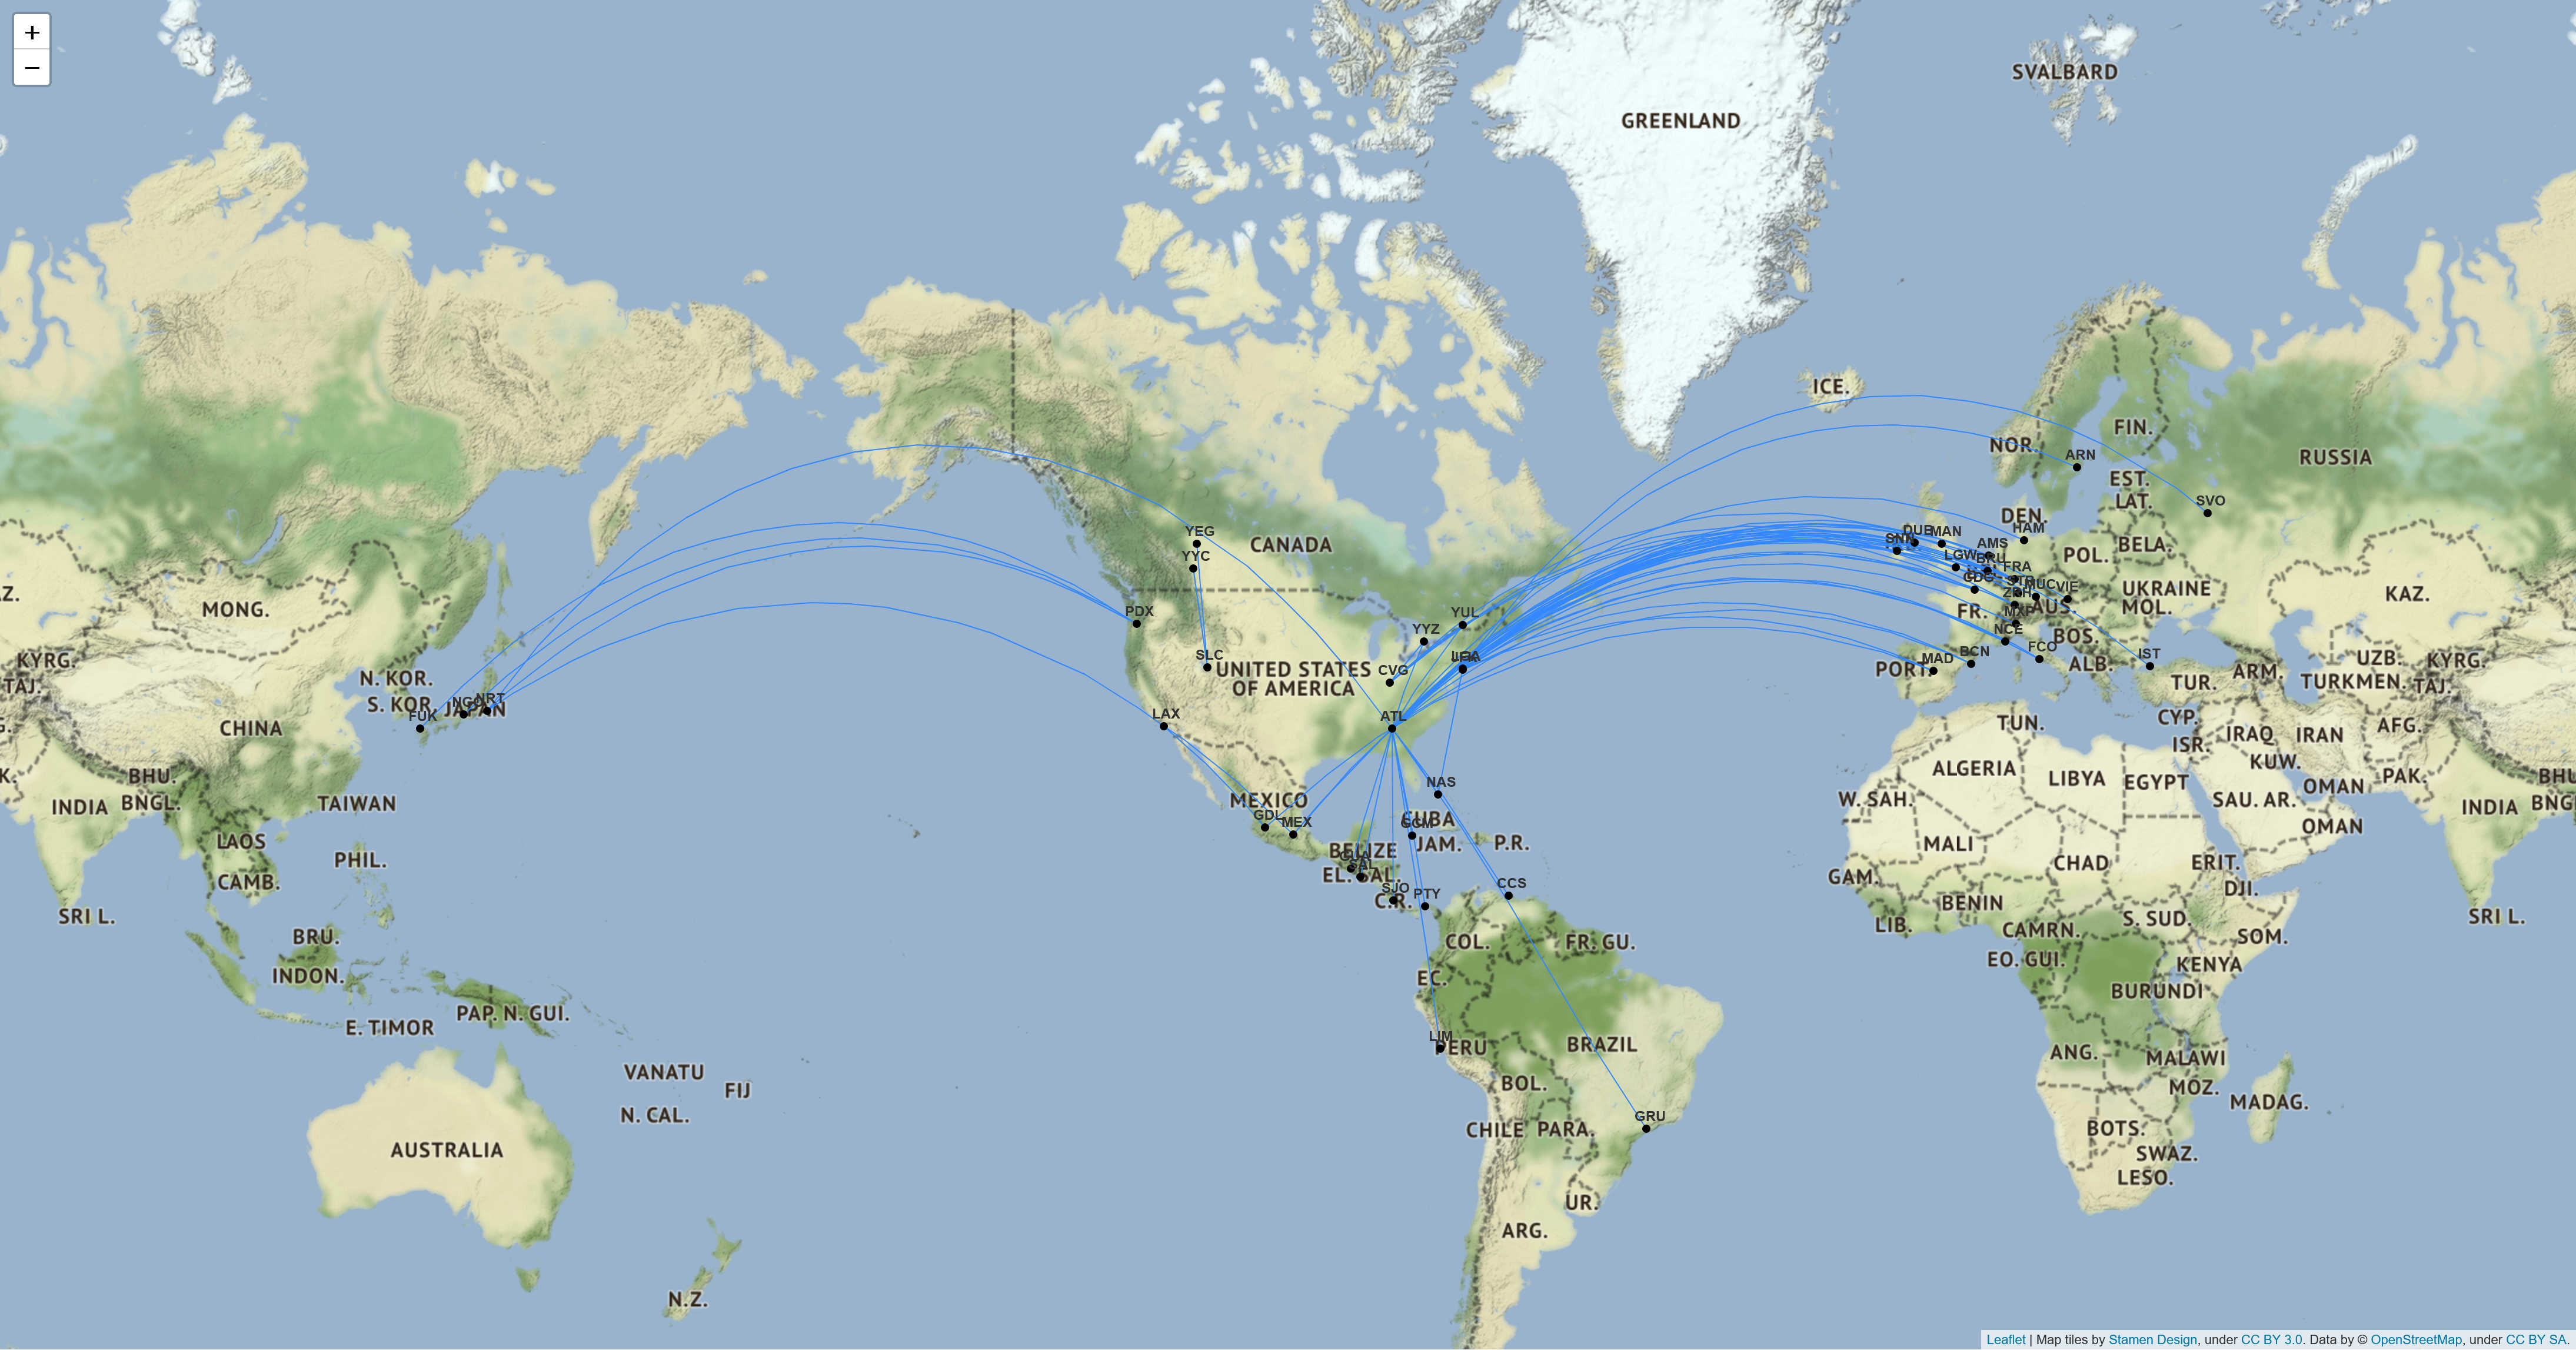 +
−
SVALBARD
GREENLAND
ICE.
FIN.
NOR.
ARN
RUSSIA
EST.
LAT.
SVO
DEN.
HAM
YEG
CANADA
DUB
MAN
SNN
AMS
BELA.
YYC
LGW
BRU
POL.
FRA
CDG
STR
MUC
VIE
UKRAINE
KAZ.
MONG.
PDX
YUL
ZRH
AUS.
MOL.
FR.
MXP
YYZ
NCE
BOS.
SLC
UNITED STATES
OF AMERICA
CVG
JFK
BCN
FCO
IST
MAD
PORT.
ALB.
TUR.
ARM.
UZB.
KYRG.
TURKMEN.
TAJ.
KYRG.
TAJ.
N. KOR.
S. KOR.
NRT
JAPAN
FUK
CHINA
LAX
ATL
TUN.
CYP.
ISR.
IRAQ
IRAN
AFG.
KUW.
BHU.
INDIA
BNGL.
TAIWAN
NAS
MEXICO
GDL
MEX
CUBA
GCM
JAM.
P.R.
ALGERIA
LIBYA
EGYPT
OMAN
PAK.
W. SAH.
SAU. AR.
INDIA
OMAN
LAOS
PHIL.
CAMB.
BELIZE
GUA
SAL
EL. SAL.
SJO
PTY
C.R.
CCS
MALI
CHAD
ERIT.
DJI.
GAM.
BENIN
SRI L.
SRI L.
LIB.
CAMRN.
S. SUD.
SOM.
BRU.
INDON.
COL.
FR. GU.
EC.
EO. GUI.
KENYA
BURUNDI
PAP. N. GUI.
E. TIMOR
LIM
PERU
BRAZIL
ANG.
MALAWI
MOZ.
VANATU
FIJ
N. CAL.
BOL.
MADAG.
AUSTRALIA
GRU
CHILE
PARA.
BOTS.
SWAZ.
LESO.
UR.
ARG.
N.Z.
Leaflet | Map tiles by Stamen Design, under CC BY 3.0. Data by © OpenStreetMap, under CC BY SA.